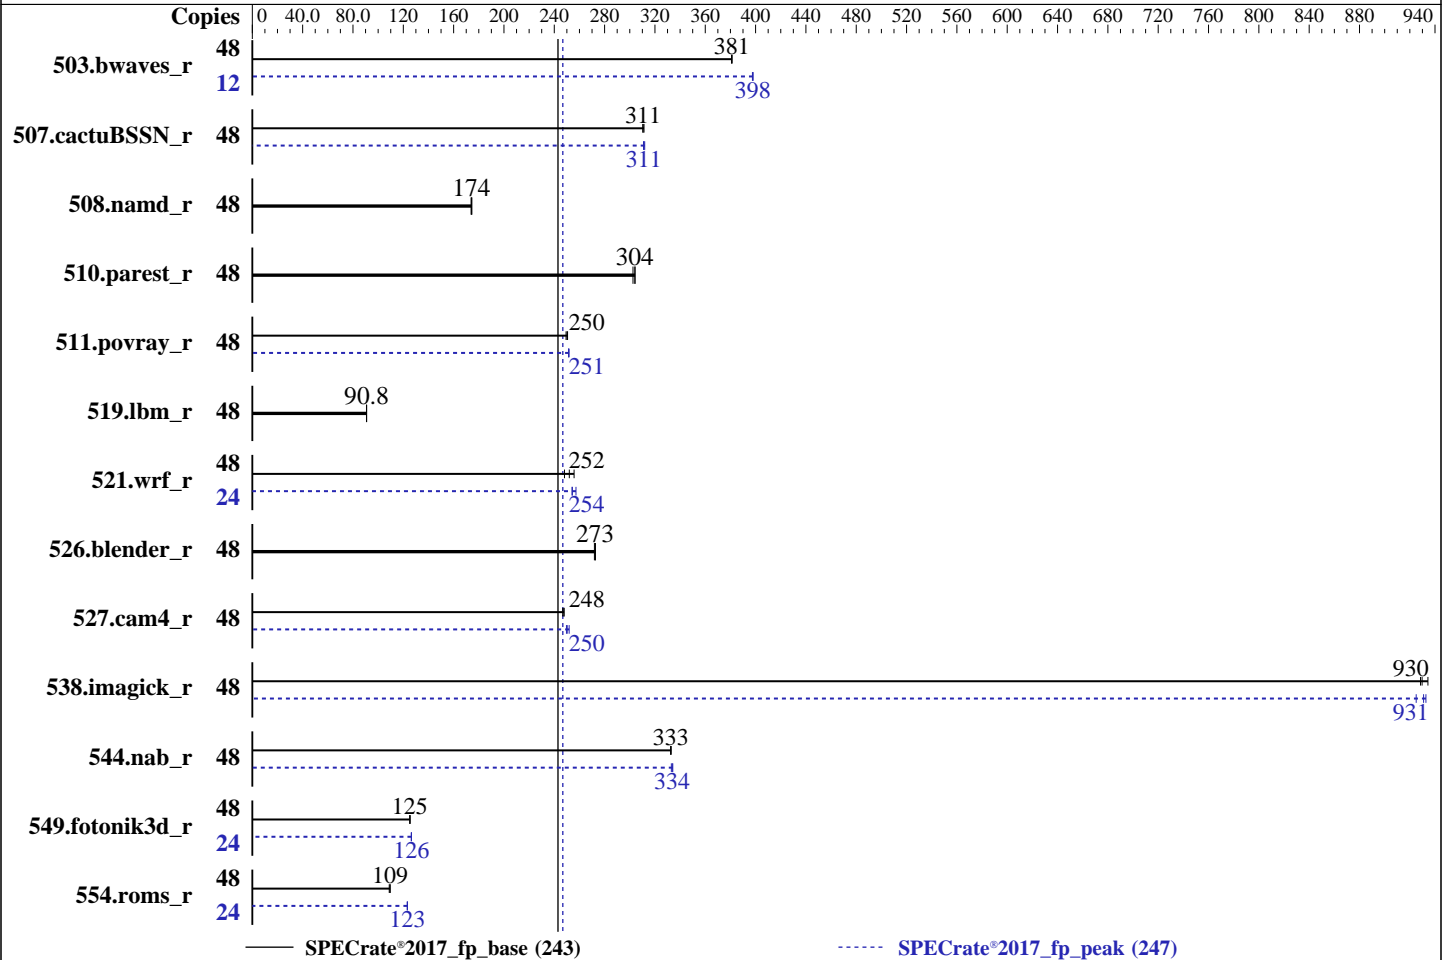 Copies 0 40.0 80.0 120 160 200 240 280 320 360 400 440 480 520 560 600 640 680 720 760 800 840 880 940
503.bwaves_r 48 381
12 398
507.cactuBSSN_r 48 311
311
508.namd_r 48 174
510.parest_r 48 304
511.povray_r 48 250
251
519.lbm_r 48 90.8
521.wrf_r 48 252
24 254
526.blender_r 48 273
527.cam4_r 48 248
250
538.imagick_r 48 930
931
544.nab_r 48 333
334
549.fotonik3d_r 48 125
24 126
554.roms_r 48 109
24 123
SPECrate®2017_fp_base (243) SPECrate®2017_fp_peak (247)